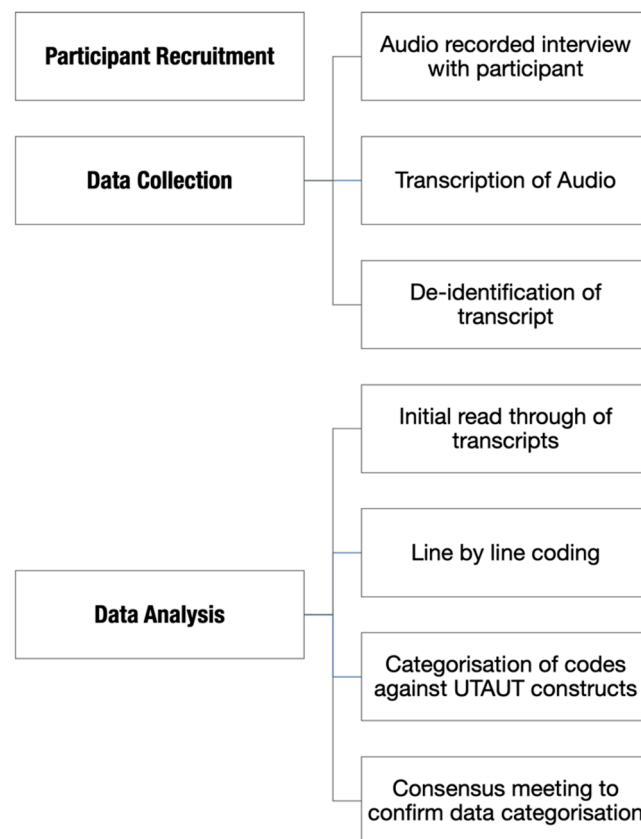 Participant Recruitment
Audio recorded interview
with participant
Data Collection
Transcription of Audio
De-identification of
transcript
Initial read through of
transcripts
Line by line coding
Data Analysis
Categorisation of codes
against UTAUT constructs
Consensus meeting to
confirm data categorisation